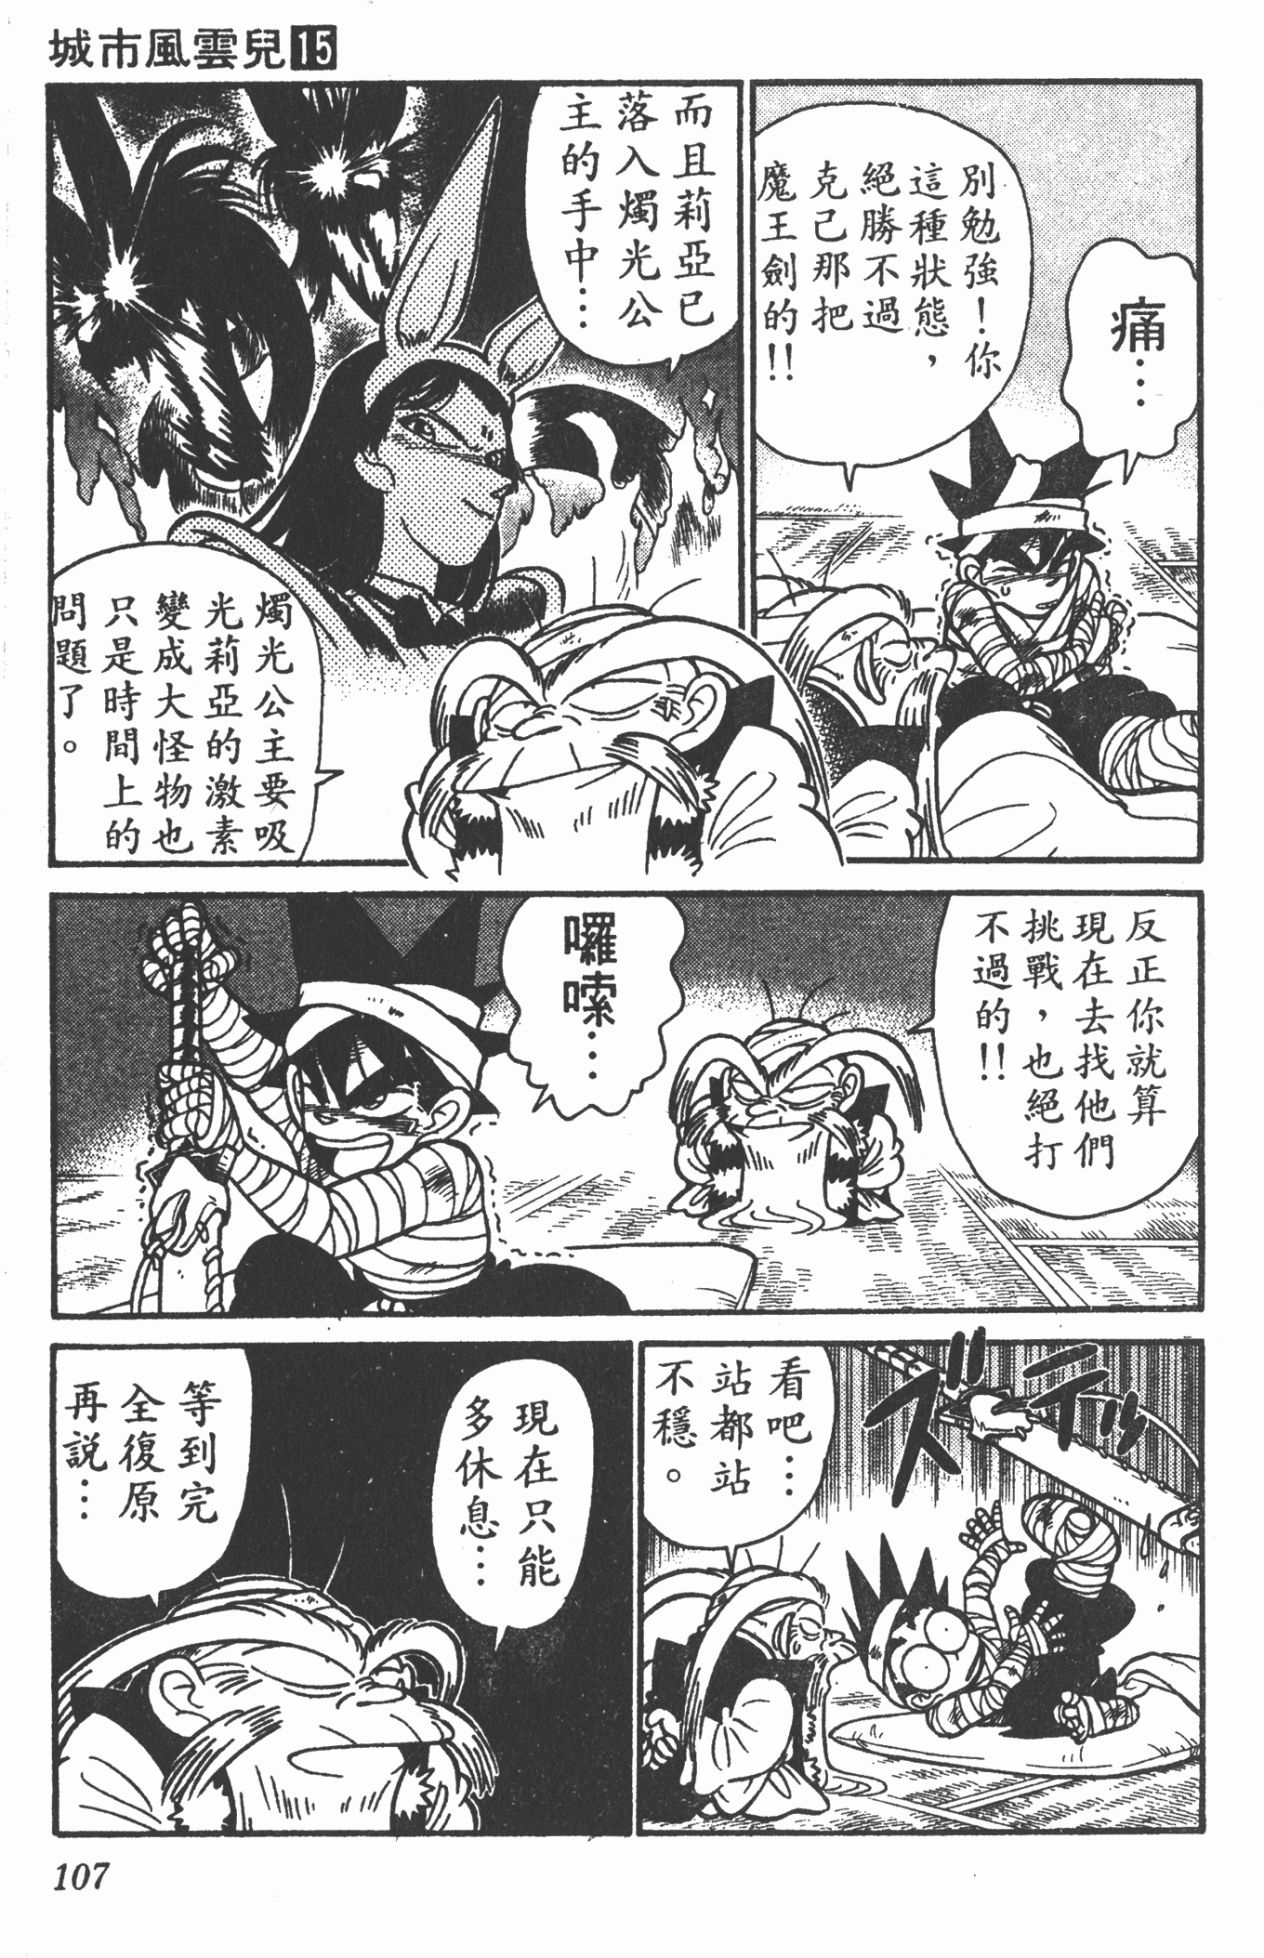 城市風雲兒15
痛…
別勉強！你
這種狀態，
絕勝不過
克己那把
魔王劍的！！
而且莉亞已
落入燭光公
主的手中…
燭光公主要吸
光莉亞的激素
變成大怪物也
只是時間上的
問題了。
反正你就算
現在去找他們
挑戰，也絕打
不過的！！
囉嗦…
ズデッ
看吧…
站都站
不穩。
現在只能
多休息…
等到完
全復原
再說…
107